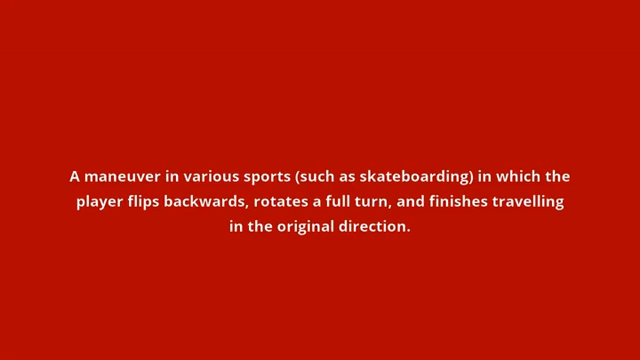 A maneuver in various sports (such as skateboarding) in which the
player flips backwards, rotates a full turn, and finishes travelling
in the original direction.